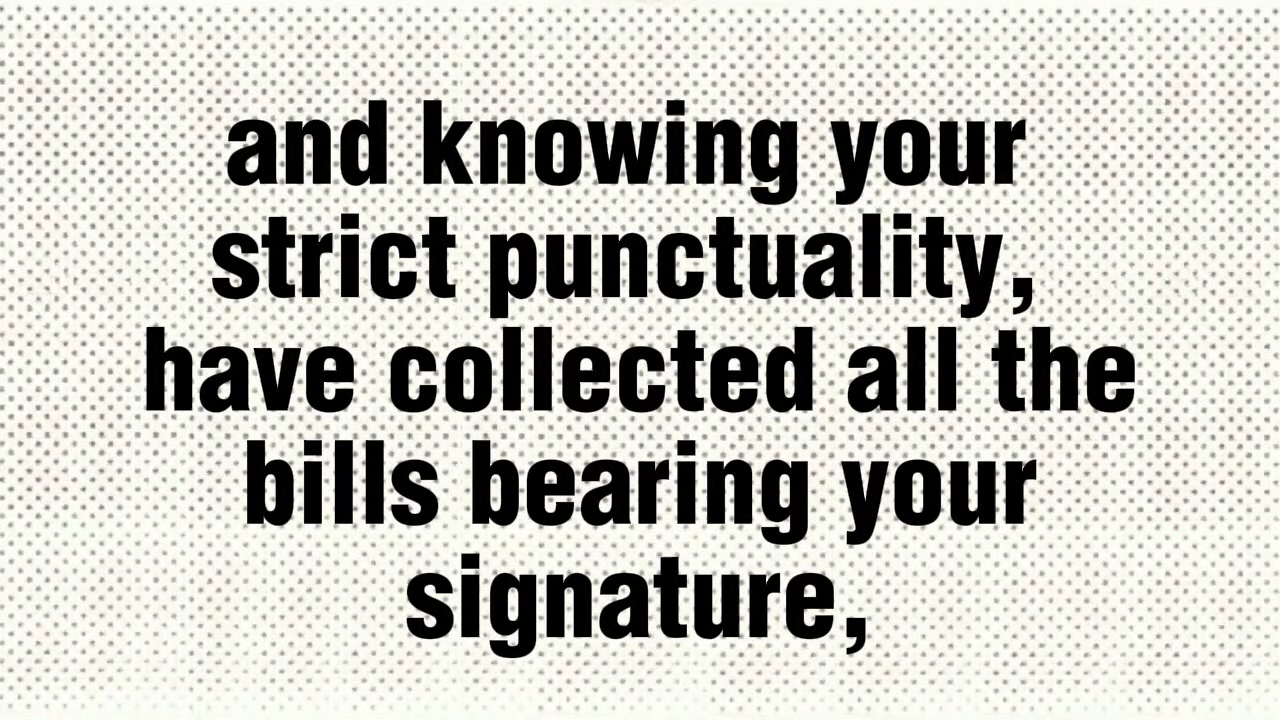 and knowing your
strict punctuality,
have collected all the
bills bearing your
signature,